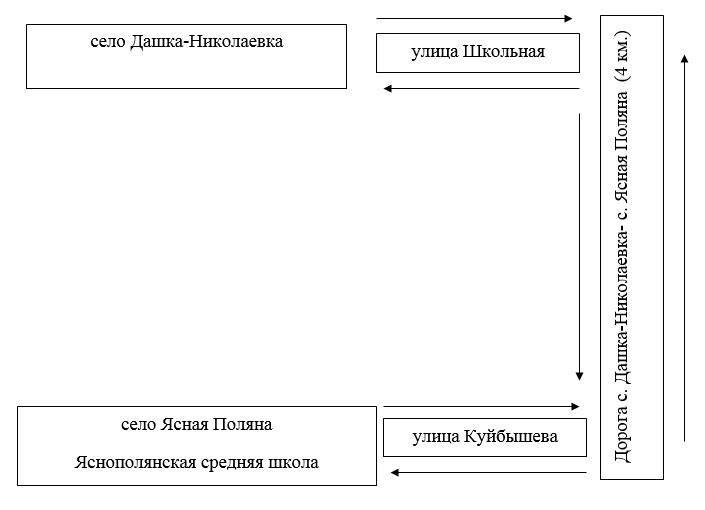 село Дашка-Николаевка
улица Школьная
Дорога с. Дашка-Николаевка- с. Ясная Поляна (4 км.)
село Ясная Поляна
Яснополянская средняя школа
улица Куйбышева